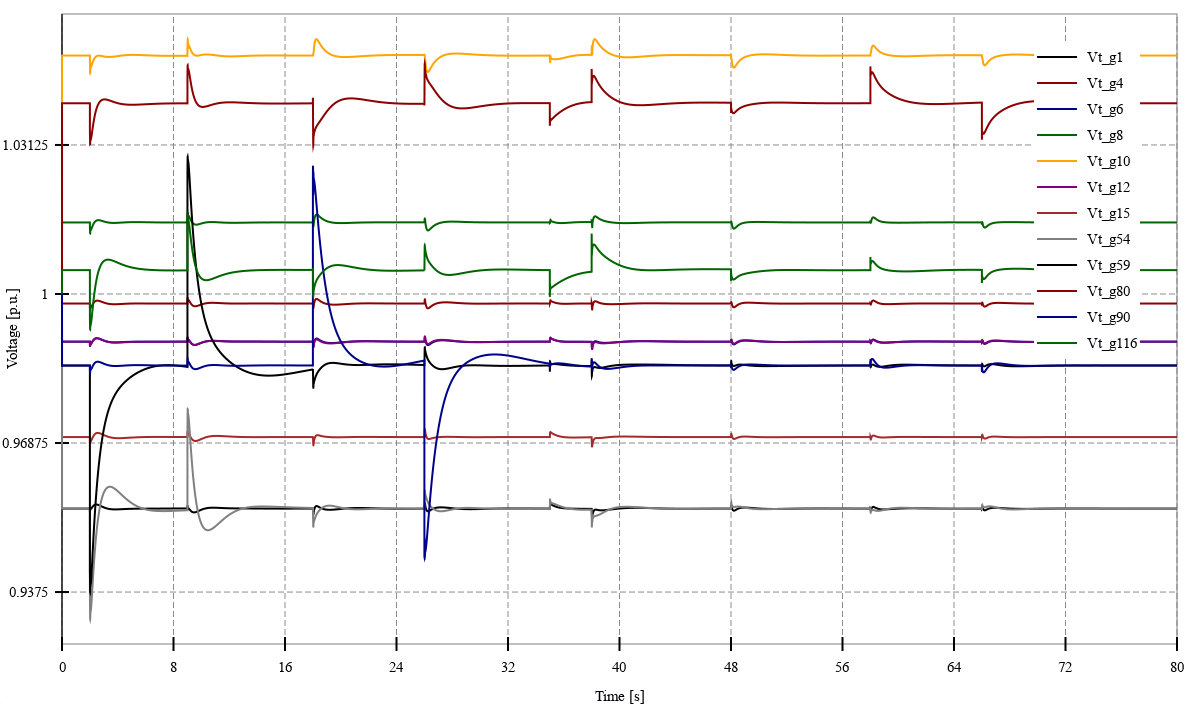 Vt_g1
Vt_g4
Vt_g6
Vt_g8
Vt_g10
Vt_g12
Vt_g15
Vt_g54
Vt_g59
Vt_g80
Vt_g90
Vt_g116
1.03125
1
0.96875
0.9375
Voltage [p.u.]
0 8 16 24 32 40 48 56 64 72 80
Time [s]